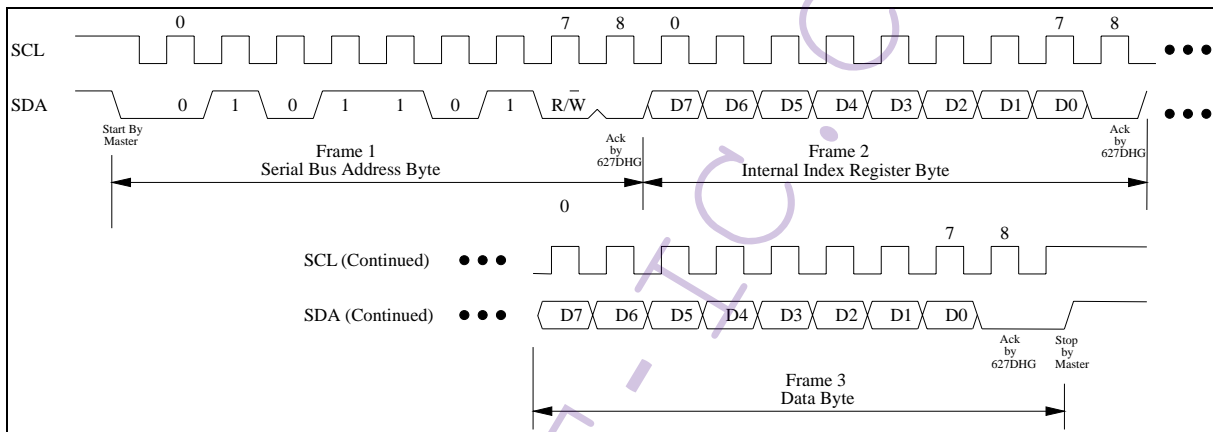 0 7 8 0 7 8
SCL
SDA 0 1 0 1 1 0 1 R/W̅ D7 D6 D5 D4 D3 D2 D1 D0
Start By
Master
Ack
by
627DHG
Ack
by
627DHG
Frame 1
Serial Bus Address Byte
Frame 2
Internal Index Register Byte
0
7 8
SCL (Continued)
SDA (Continued) D7 D6 D5 D4 D3 D2 D1 D0
Ack
by
627DHG
Stop
by
Master
Frame 3
Data Byte